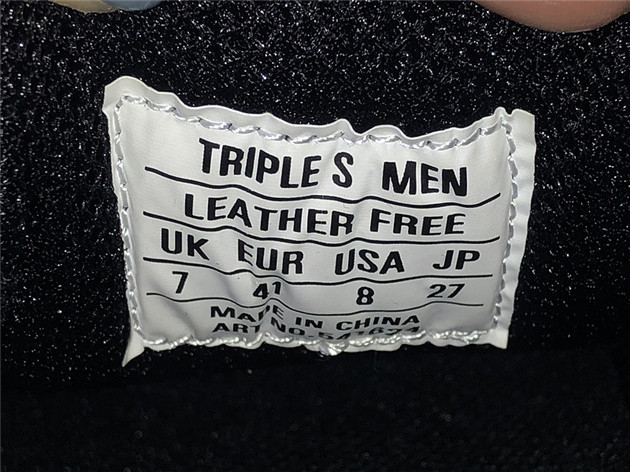 TRIPLE S MEN
LEATHER FREE
UK EUR USA JP
7 41 8 27
MADE IN CHINA
ART NO.